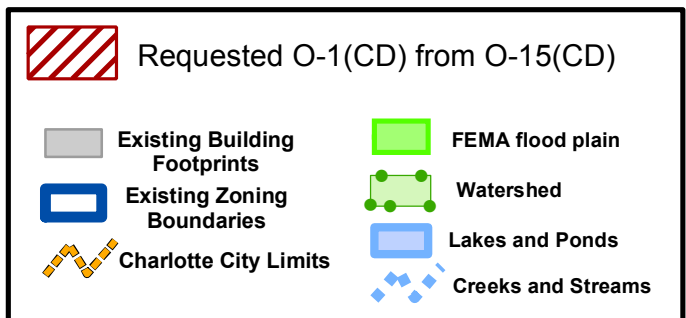 Requested O-1(CD) from O-15(CD)
Existing Building
Footprints
Existing Zoning
Boundaries
Charlotte City Limits
FEMA flood plain
Watershed
Lakes and Ponds
Creeks and Streams